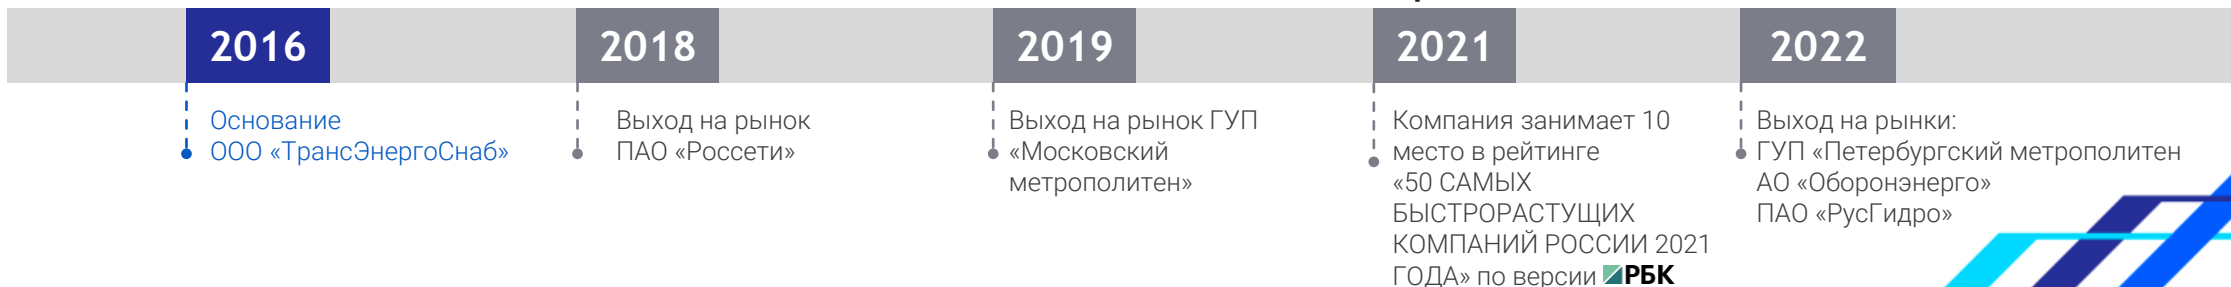 2016
2018
2019
2021
2022
Основание
ООО «ТрансЭнергоСнаб»
Выход на рынок
ПАО «Россети»
Выход на рынок ГУП
«Московский
метрополитен»
Компания занимает 10
место в рейтинге
«50 САМЫХ
БЫСТРОРАСТУЩИХ
КОМПАНИЙ РОССИИ 2021
ГОДА» по версии РБК
Выход на рынки:
ГУП «Петербургский метрополитен
АО «Оборонэнерго»
ПАО «РусГидро»